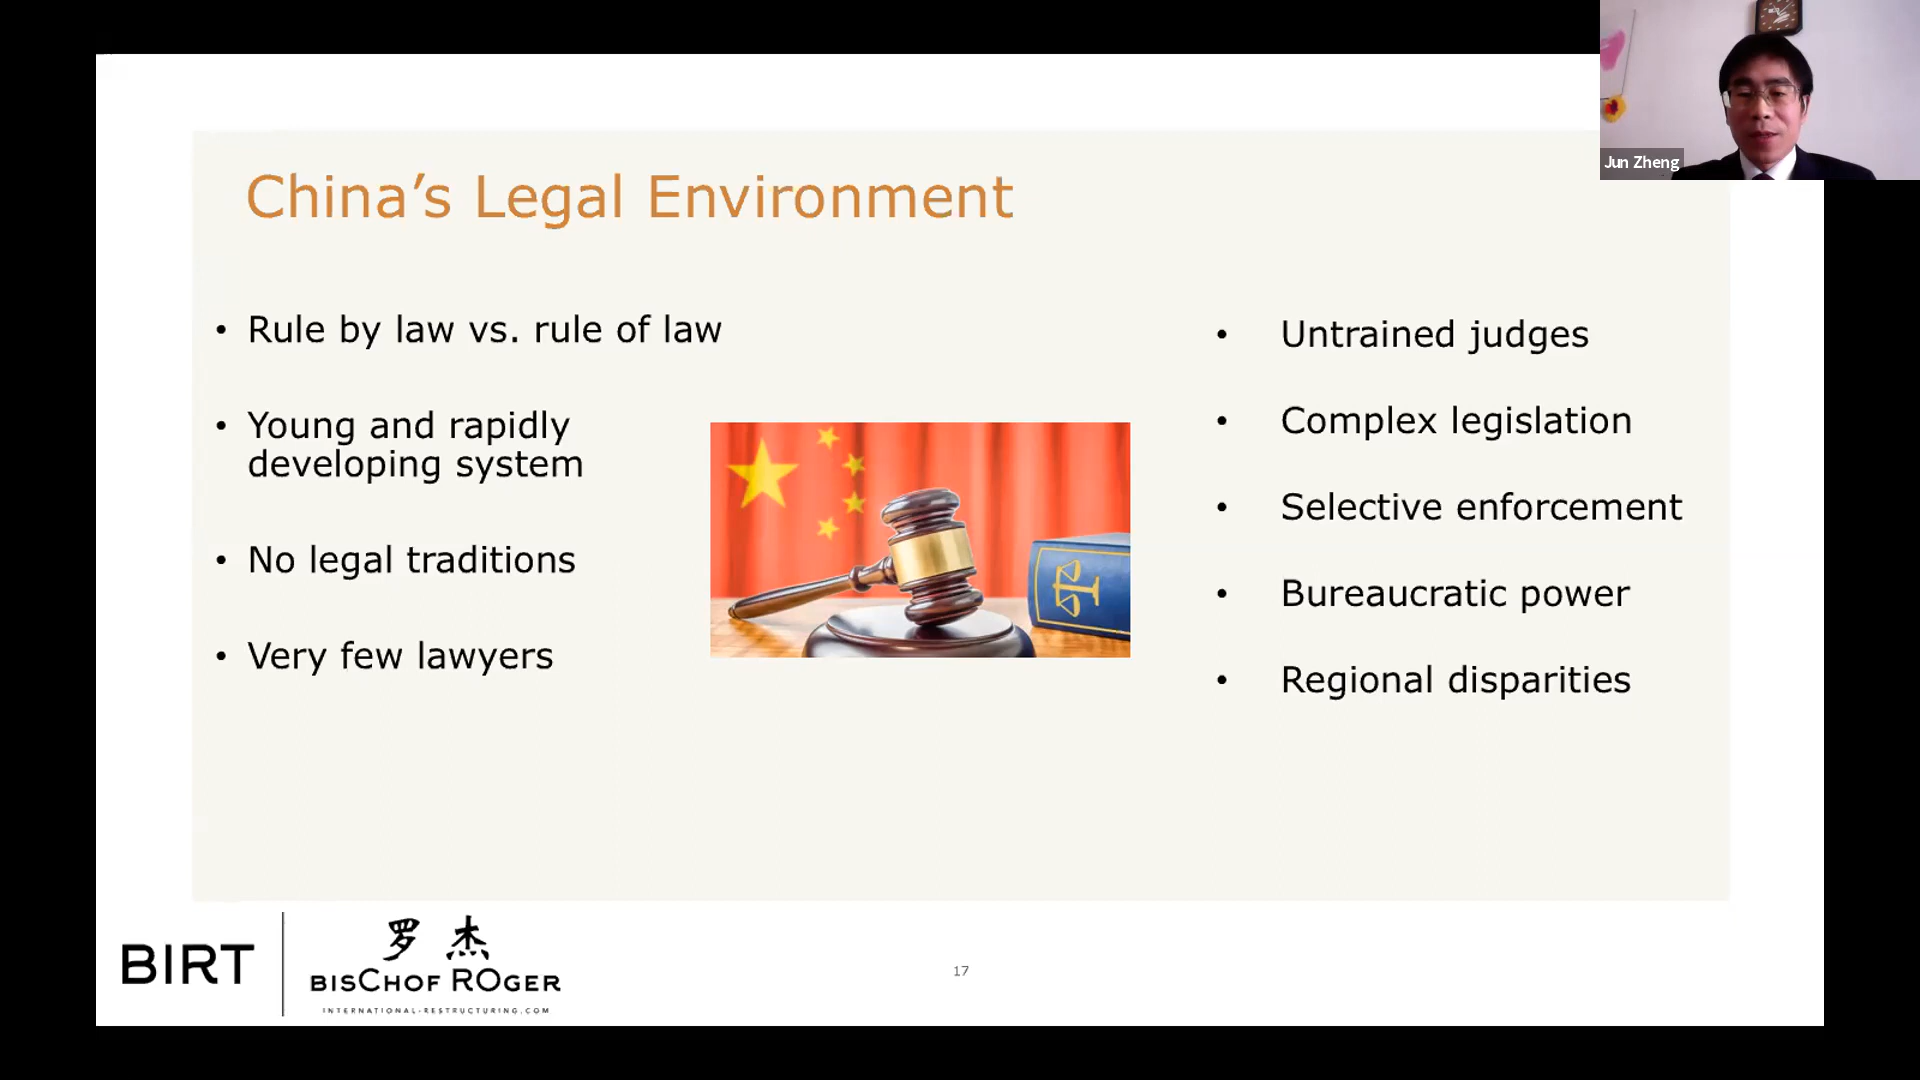 Jun Zheng
China's Legal Environment
• Rule by law vs. rule of law
• Young and rapidly
developing system
• No legal traditions
• Very few lawyers
• Untrained judges
• Complex legislation
• Selective enforcement
• Bureaucratic power
• Regional disparities
BIRT
罗 杰
BISCHOF ROGER
INTERNATIONAL-RESTRUCTURING.COM
17